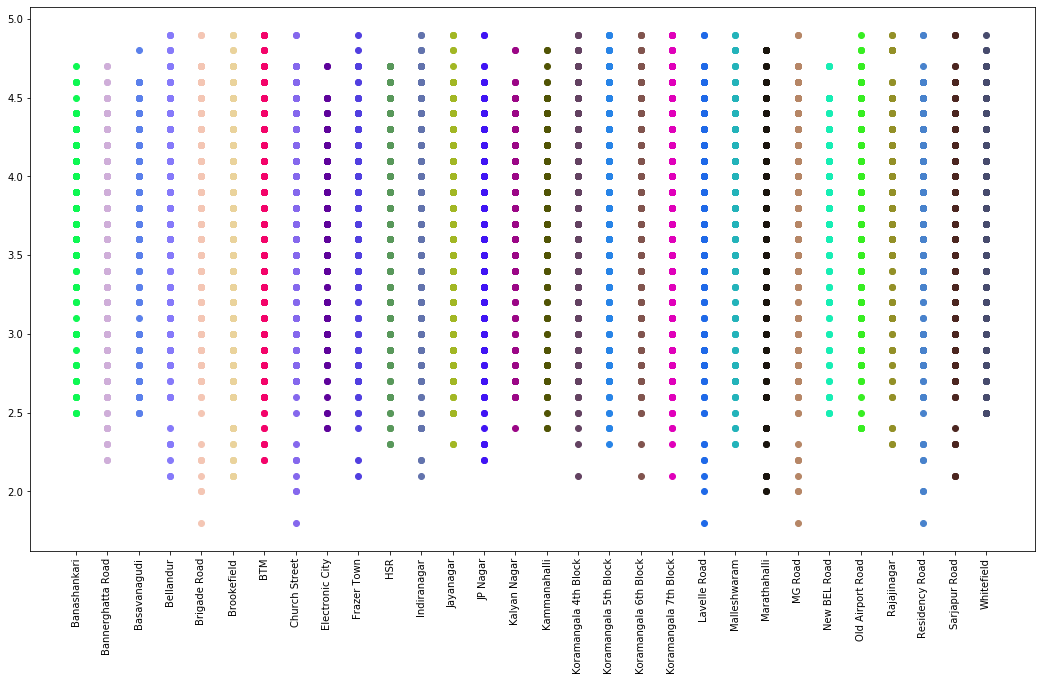 5.0
4.5
4.0
3.5
3.0
2.5
2.0
Banashankari
Bannerghatta Road
Basavanagudi
Bellandur
Brigade Road
Brookefield
BTM
Church Street
Electronic City
Frazer Town
HSR
Indiranagar
Jayanagar
JP Nagar
Kalyan Nagar
Kammanahalli
Koramangala 4th Block
Koramangala 5th Block
Koramangala 6th Block
Koramangala 7th Block
Lavelle Road
Malleshwaram
Marathahalli
MG Road
New BEL Road
Old Airport Road
Rajajinagar
Residency Road
Sarjapur Road
Whitefield